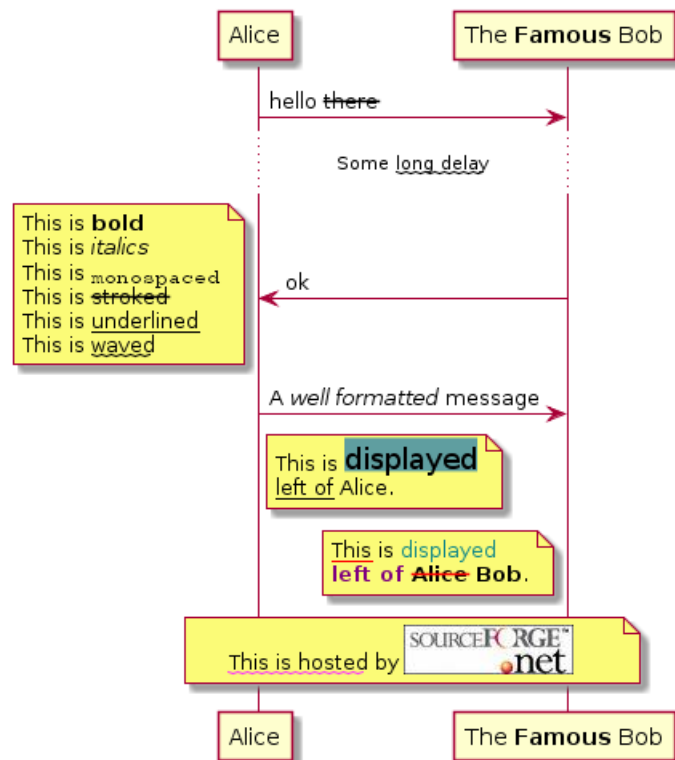 Alice
The Famous Bob
hello there
Some long delay
This is bold
This is italics
This is monospaced
This is stroked
This is underlined
This is waved
ok
A well formatted message
This is displayed
left of Alice.
This is displayed
left of Alice Bob.
This is hosted by SOURCEFORGE™
.net
Alice
The Famous Bob